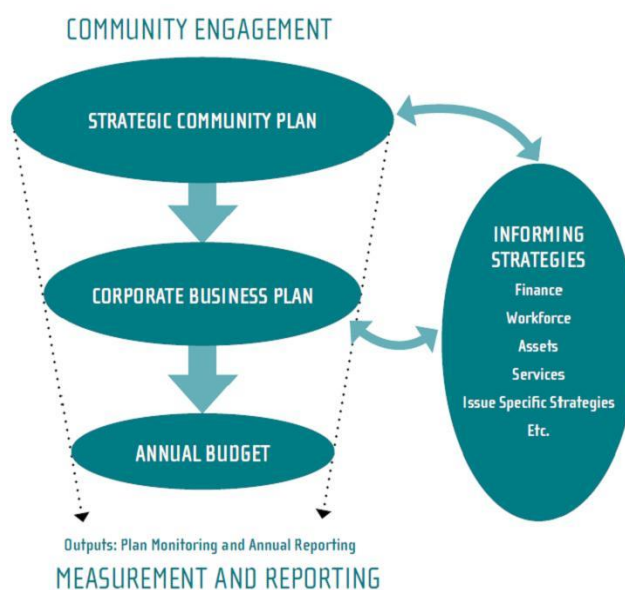 COMMUNITY ENGAGEMENT
STRATEGIC COMMUNITY PLAN
CORPORATE BUSINESS PLAN
ANNUAL BUDGET
INFORMING
STRATEGIES
Finance
Workforce
Assets
Services
Issue Specific Strategies
Etc.
Outputs: Plan Monitoring and Annual Reporting
MEASUREMENT AND REPORTING